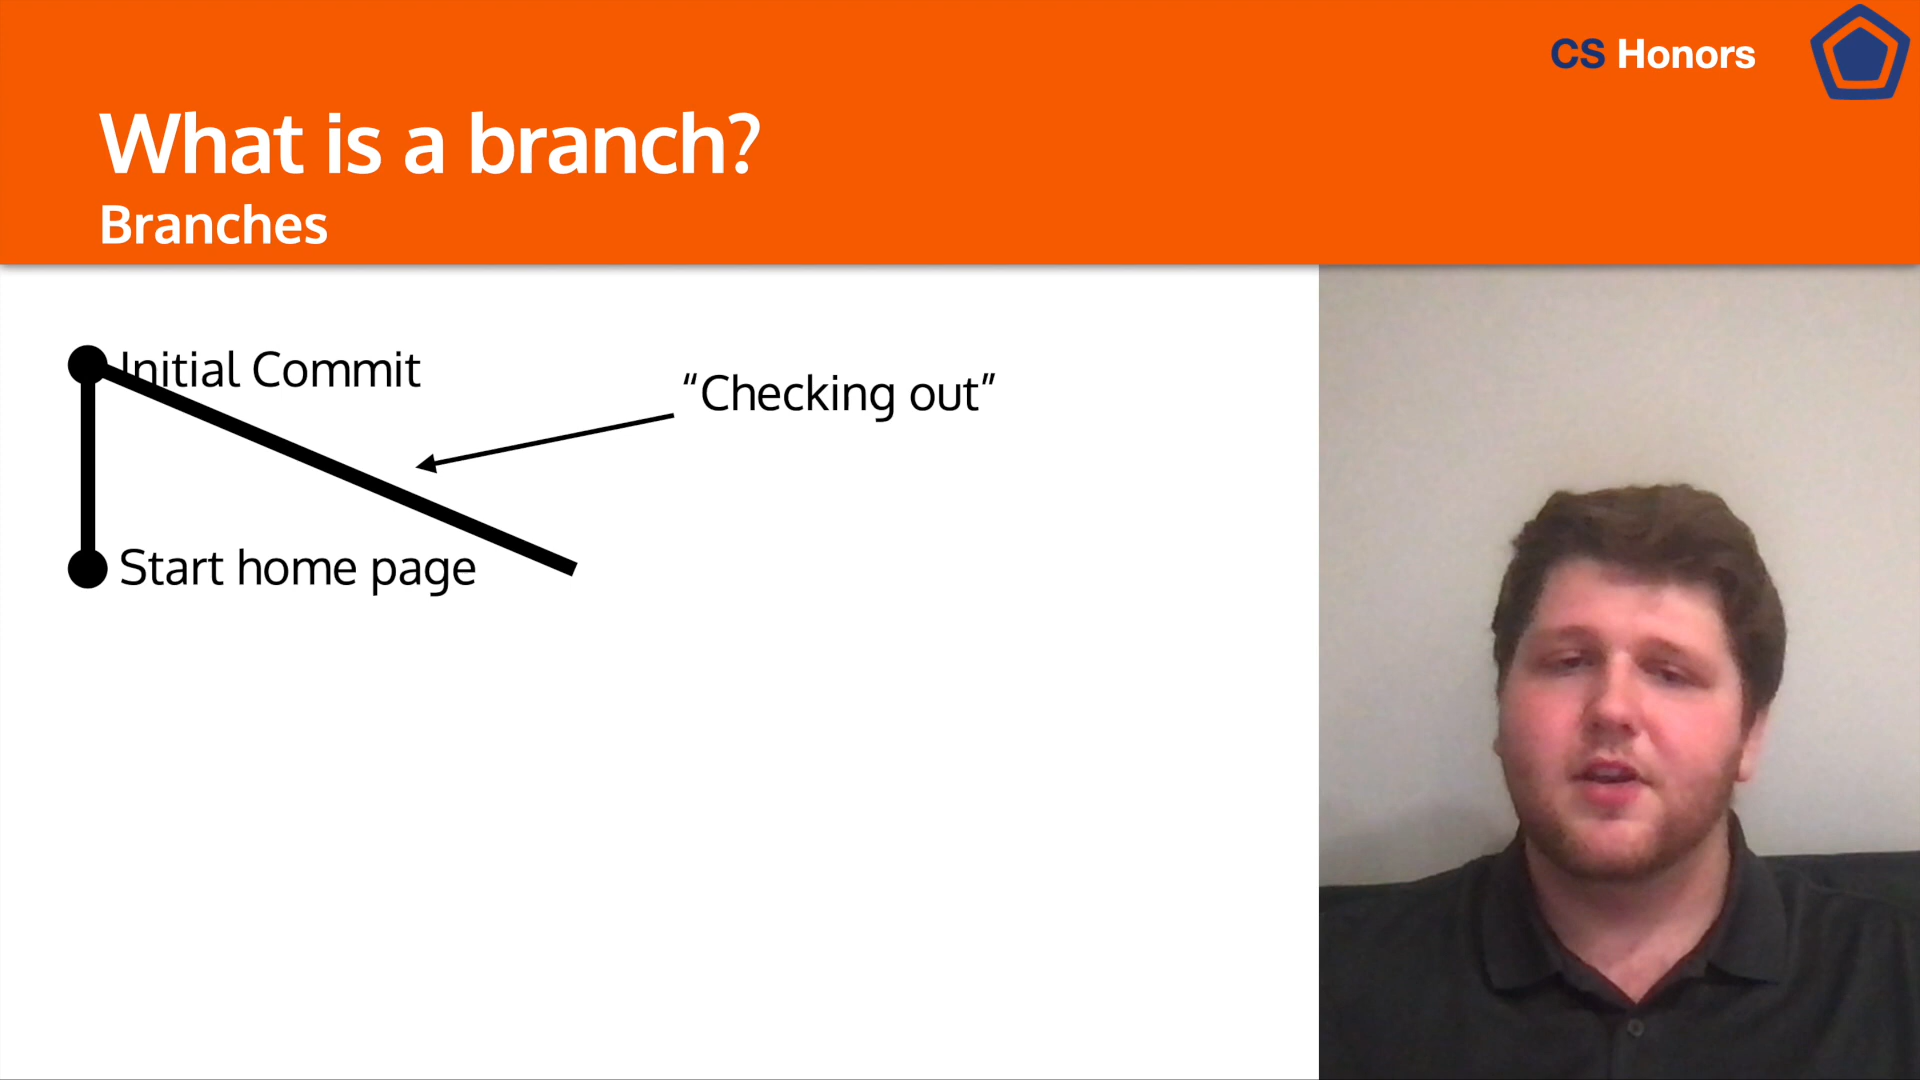 CS Honors
What is a branch?
Branches
Initial Commit
“Checking out”
Start home page